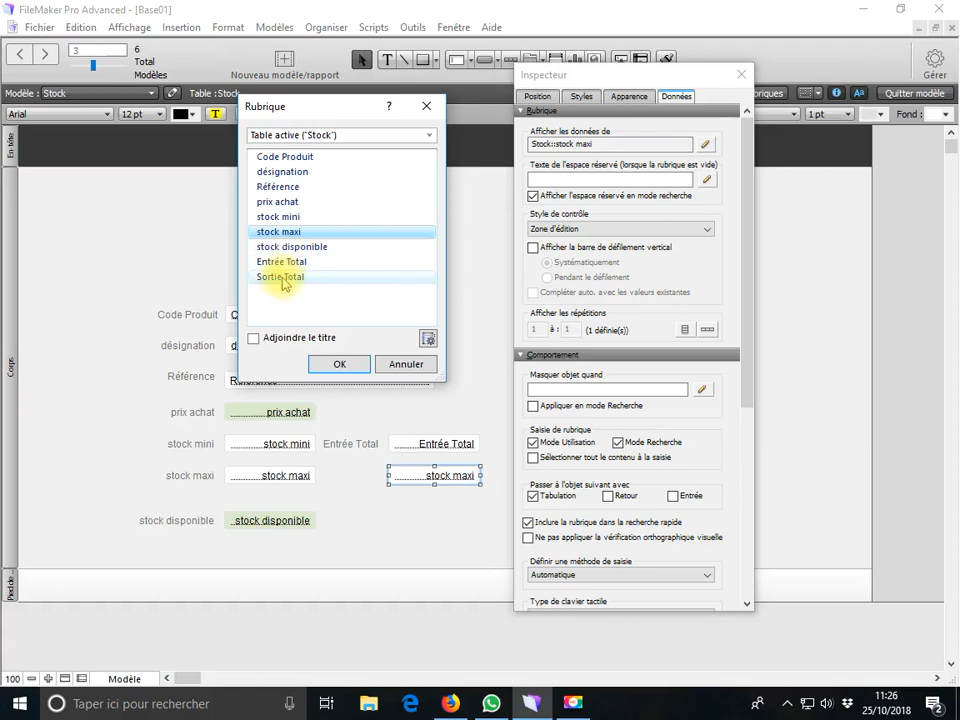 FileMaker Pro Advanced - [Base01]
Fichier Edition Affichage Insertion Format Modèles Organiser Scripts Outils Fenêtre Aide
3
6
Total
Modèles
Nouveau modèle/rapport
Gérer
Modèle : Stock
Table : Stock
Quitter modèle
Arial
12 pt
1 pt
Fond :
En-tête
Corps
Pied de
Rubrique
Table active ("Stock")
Code Produit
désignation
Référence
prix achat
stock mini
stock maxi
stock disponible
Entrée Total
Sortie Total
Adjoindre le titre
OK
Annuler
Code Produit
désignation
Référence
prix achat
prix achat
stock mini
stock mini
Entrée Total
Entrée Total
stock maxi
stock maxi
stock maxi
stock disponible
stock disponible
Inspecteur
Position Styles Apparence Données
Rubrique
Afficher les données de
Stock::stock maxi
Texte de l'espace réservé (lorsque la rubrique est vide)
Afficher l'espace réservé en mode recherche
Style de contrôle
Zone d'édition
Afficher la barre de défilement vertical
Systématiquement
Pendant le défilement
Compléter auto. avec les valeurs existantes
Afficher les répétitions
1 à : 1 (1 définie(s))
Comportement
Masquer objet quand
Appliquer en mode Recherche
Saisie de rubrique
Mode Utilisation Mode Recherche
Sélectionner tout le contenu à la saisie
Passer à l'objet suivant avec
Tabulation Retour Entrée
Inclure la rubrique dans la recherche rapide
Ne pas appliquer la vérification orthographique visuelle
Définir une méthode de saisie
Automatique
Type de clavier tactile
100
Modèle
Taper ici pour rechercher
11:26
25/10/2018
2